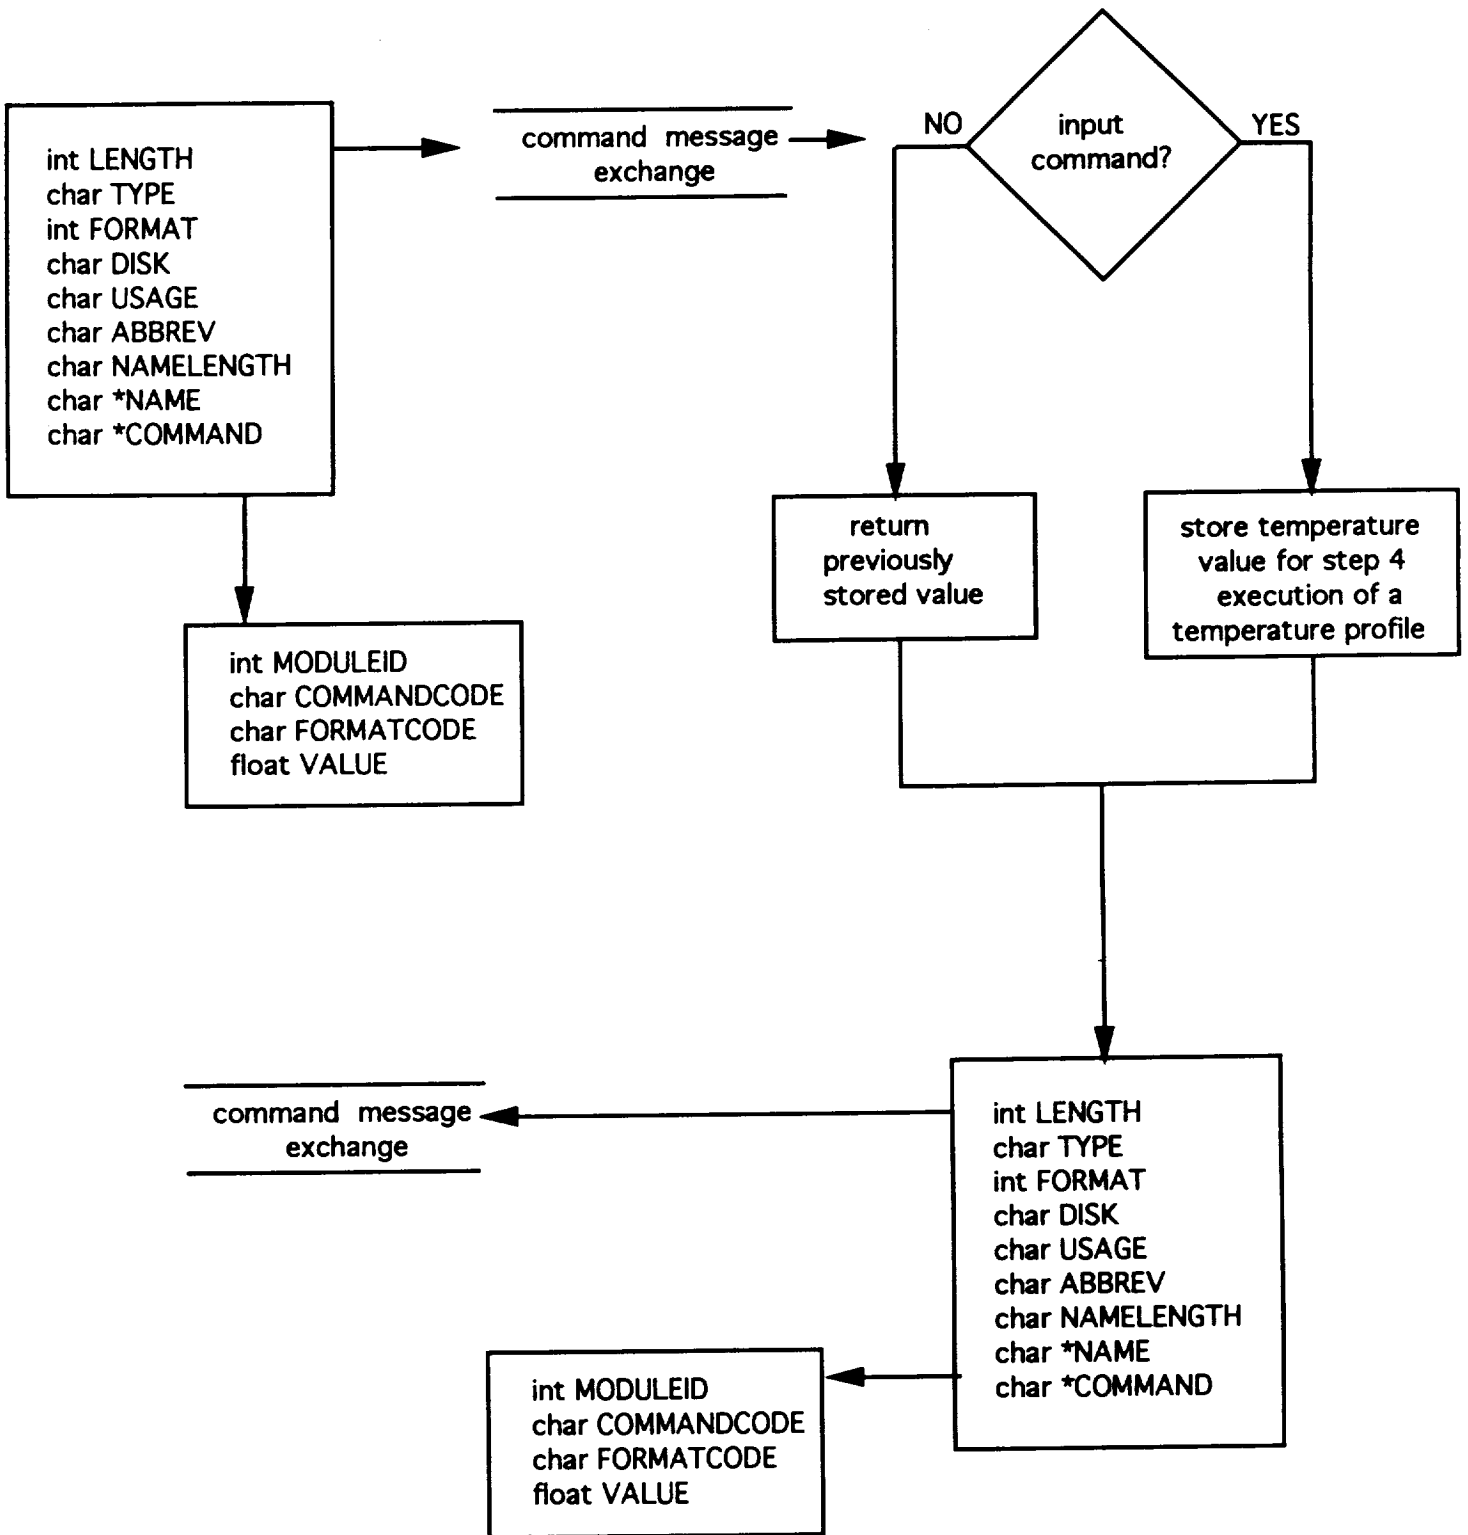 int LENGTH
char TYPE
int FORMAT
char DISK
char USAGE
char ABBREV
char NAMELENGTH
char *NAME
char *COMMAND
command message
exchange
NO
input
command?
YES
return
previously
stored value
store temperature
value for step 4
execution of a
temperature profile
int MODULEID
char COMMANDCODE
char FORMATCODE
float VALUE
command message
exchange
int LENGTH
char TYPE
int FORMAT
char DISK
char USAGE
char ABBREV
char NAMELENGTH
char *NAME
char *COMMAND
int MODULEID
char COMMANDCODE
char FORMATCODE
float VALUE